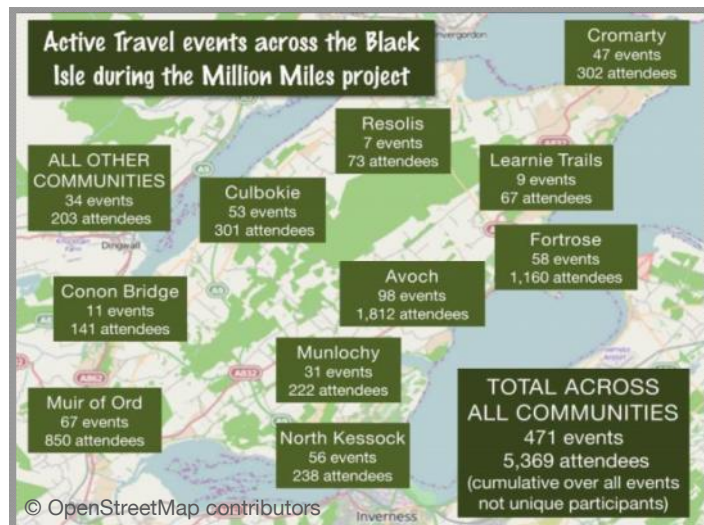 Active Travel events across the Black
Isle during the Million Miles project
Cromarty
47 events
302 attendees
Resolis
7 events
73 attendees
Learnie Trails
9 events
67 attendees
ALL OTHER
COMMUNITIES
34 events
203 attendees
Culbokie
53 events
301 attendees
Dingwall
Fortrose
58 events
1,160 attendees
Avoch
98 events
1,812 attendees
Conon Bridge
11 events
141 attendees
Munlochy
31 events
222 attendees
A832
A862
Muir of Ord
67 events
850 attendees
North Kessock
56 events
238 attendees
TOTAL ACROSS
ALL COMMUNITIES
471 events
5,369 attendees
(cumulative over all events
not unique participants)
© OpenStreetMap contributors
Inverness